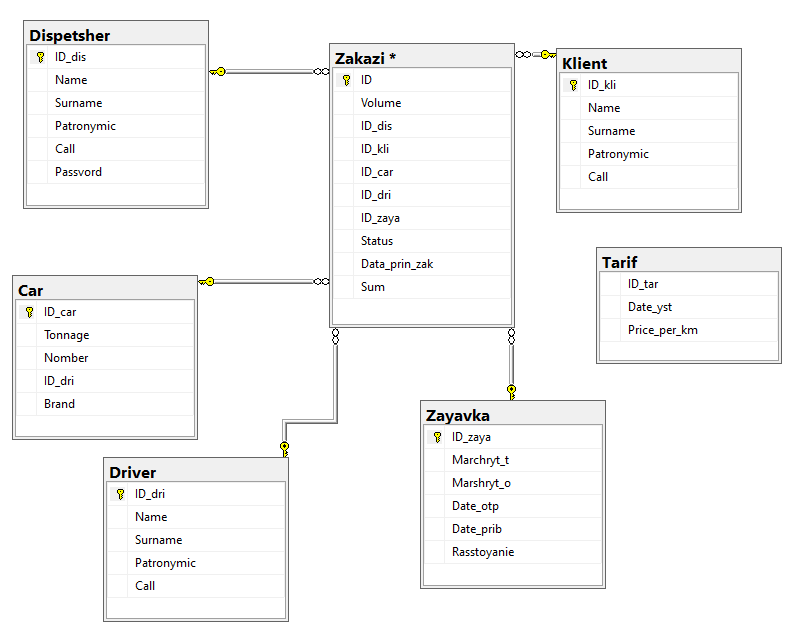 Dispetsher
ID_dis
Name
Surname
Patronymic
Call
Passvord
Zakazi *
ID
Volume
ID_dis
ID_kli
ID_car
ID_dri
ID_zaya
Status
Data_prin_zak
Sum
Klient
ID_kli
Name
Surname
Patronymic
Call
Tarif
ID_tar
Date_yst
Price_per_km
Car
ID_car
Tonnage
Nomber
ID_dri
Brand
Zayavka
ID_zaya
Marchryt_t
Marshryt_o
Date_otp
Date_prib
Rasstoyanie
Driver
ID_dri
Name
Surname
Patronymic
Call